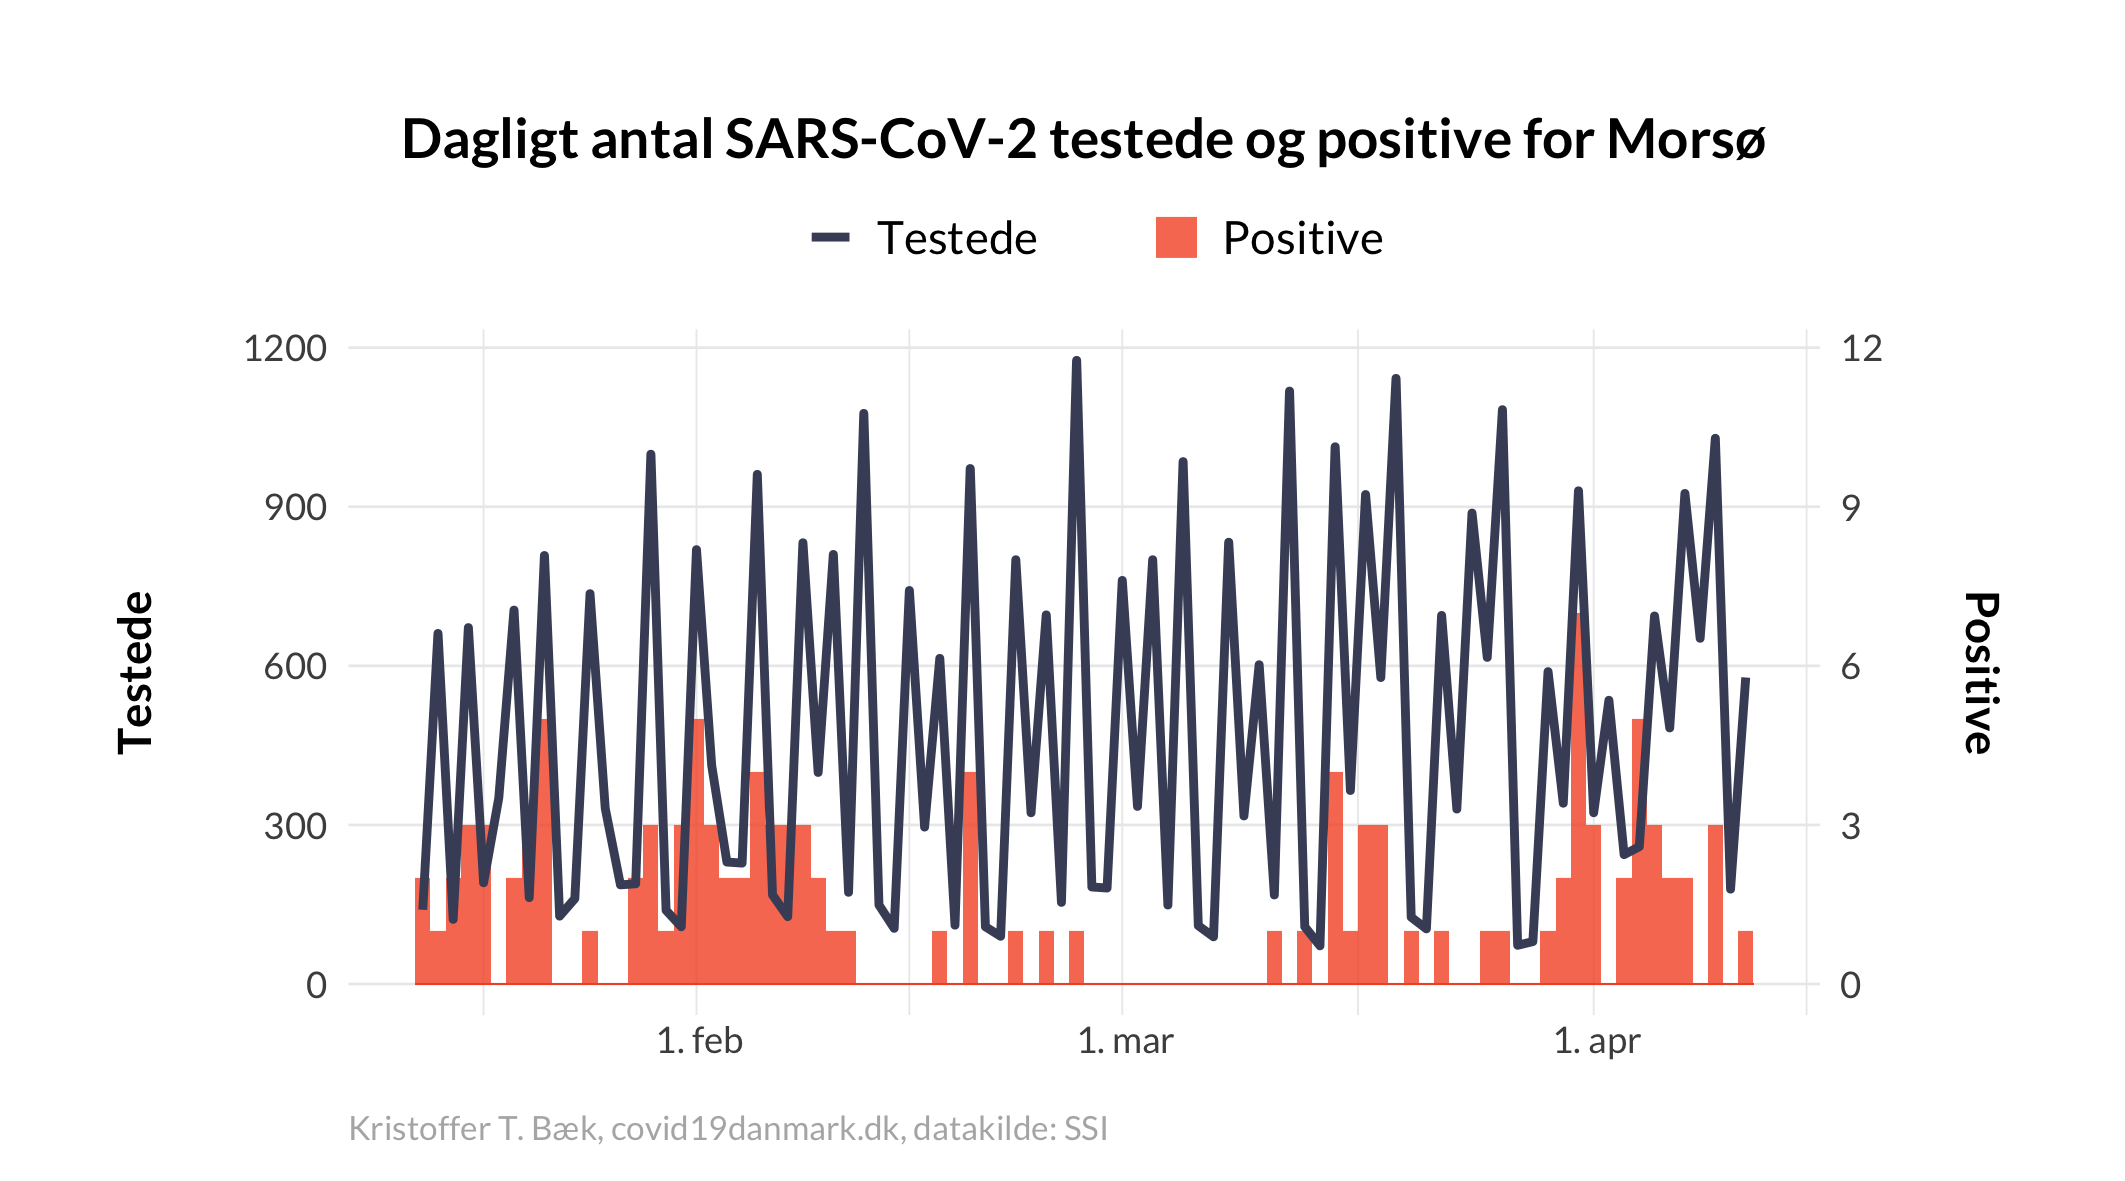 Dagligt antal SARS-CoV-2 testede og positive for Morsø
Testede
Positive
1200
900
600
300
0
Testede
12
9
6
3
0
Positive
1. feb
1. mar
1. apr
Kristoffer T. Bæk, covid19danmark.dk, datakilde: SSI